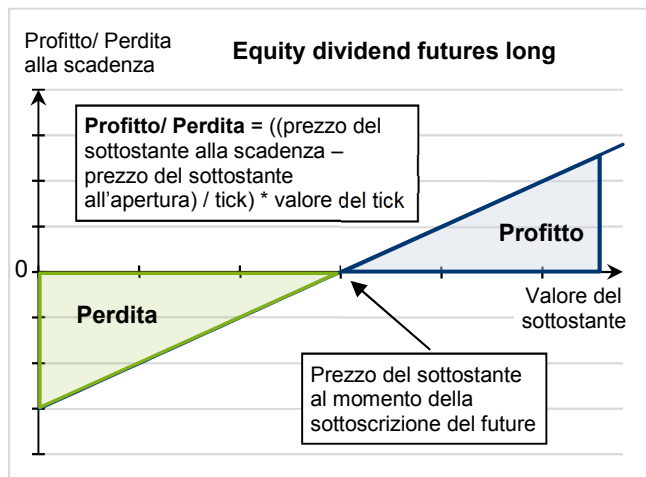 Profitto/ Perdita
alla scadenza
Equity dividend futures long
Profitto/ Perdita = ((prezzo del
sottostante alla scadenza –
prezzo del sottostante
all'apertura) / tick) * valore del tick
Profitto
0
Perdita
Valore del
sottostante
Prezzo del sottostante
al momento della
sottoscrizione del future